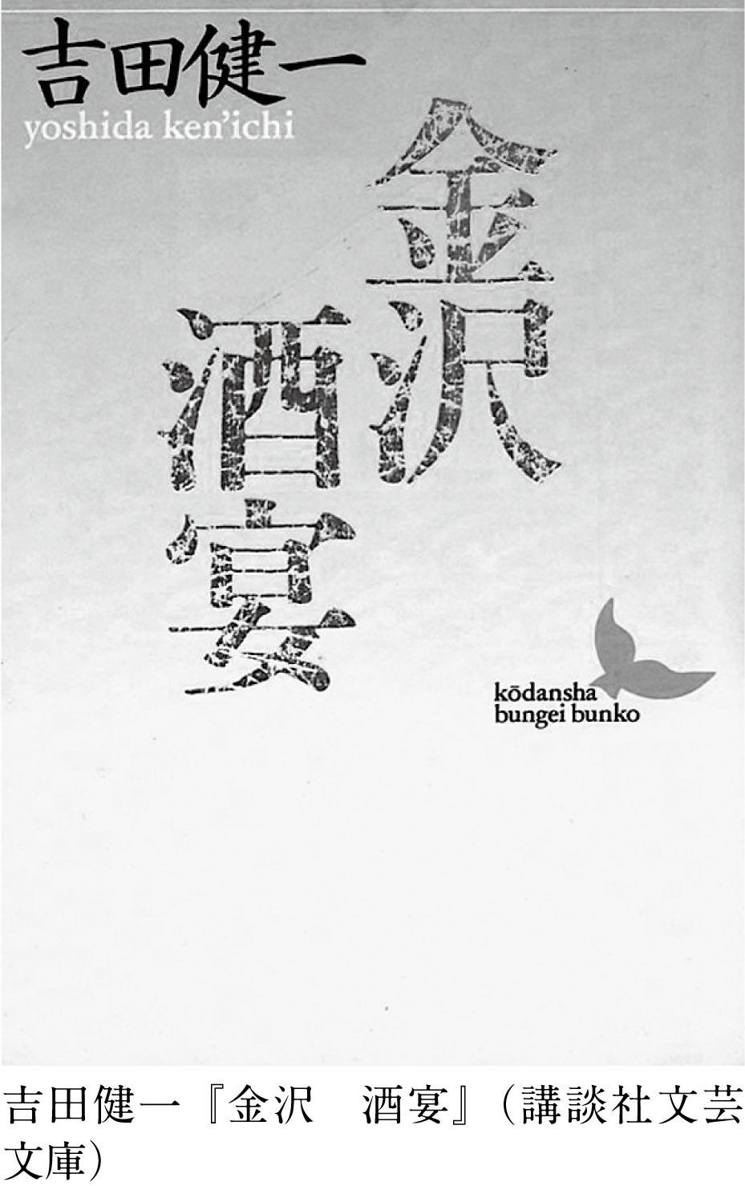 吉田健一
yoshida ken'ichi
金沢
酒宴
kōdansha
bungei bunko
吉田健一『金沢　酒宴』（講談社文芸
文庫）